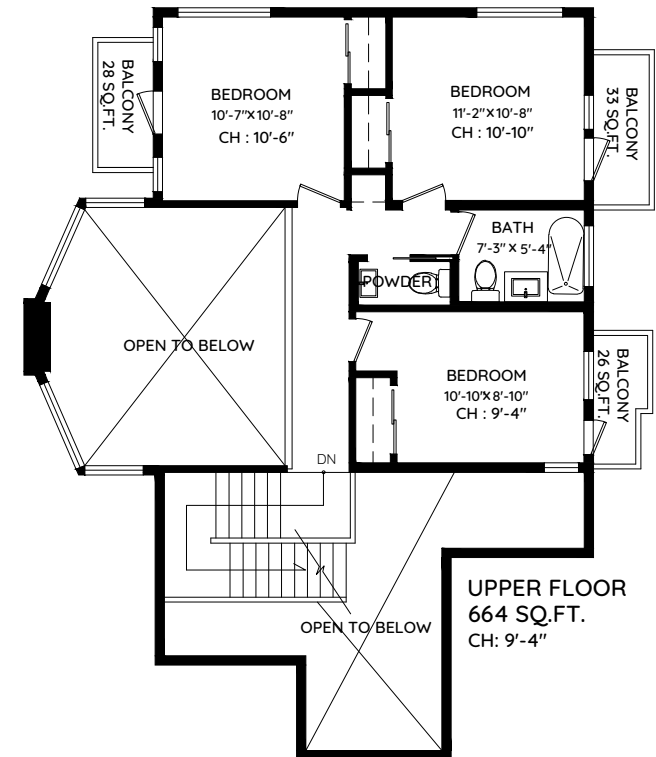 BALCONY
28 SQ.FT.
BEDROOM
10'-7"X10'-8"
CH : 10'-6"
BEDROOM
11'-2"X10'-8"
CH : 10'-10"
BALCONY
33 SQ.FT.
BATH
7'-3" X 5'-4"
POWDER
OPEN TO BELOW
BEDROOM
10'-10"X 8'-10"
CH : 9'-4"
BALCONY
26 SQ.FT.
DN
OPEN TO BELOW
UPPER FLOOR
664 SQ.FT.
CH: 9'-4"